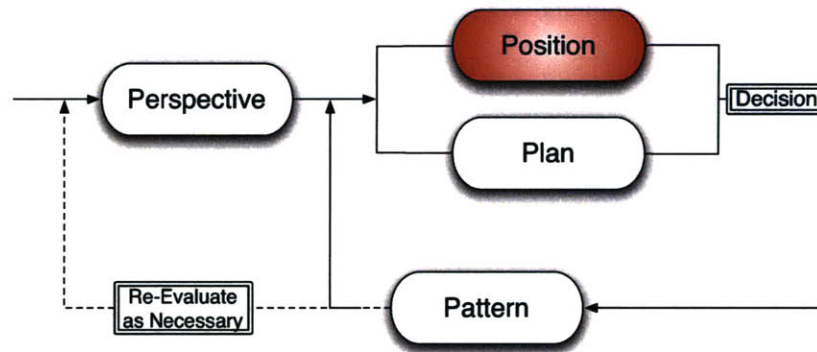 Position
Perspective
Decision
Plan
Re-Evaluate
as Necessary
Pattern